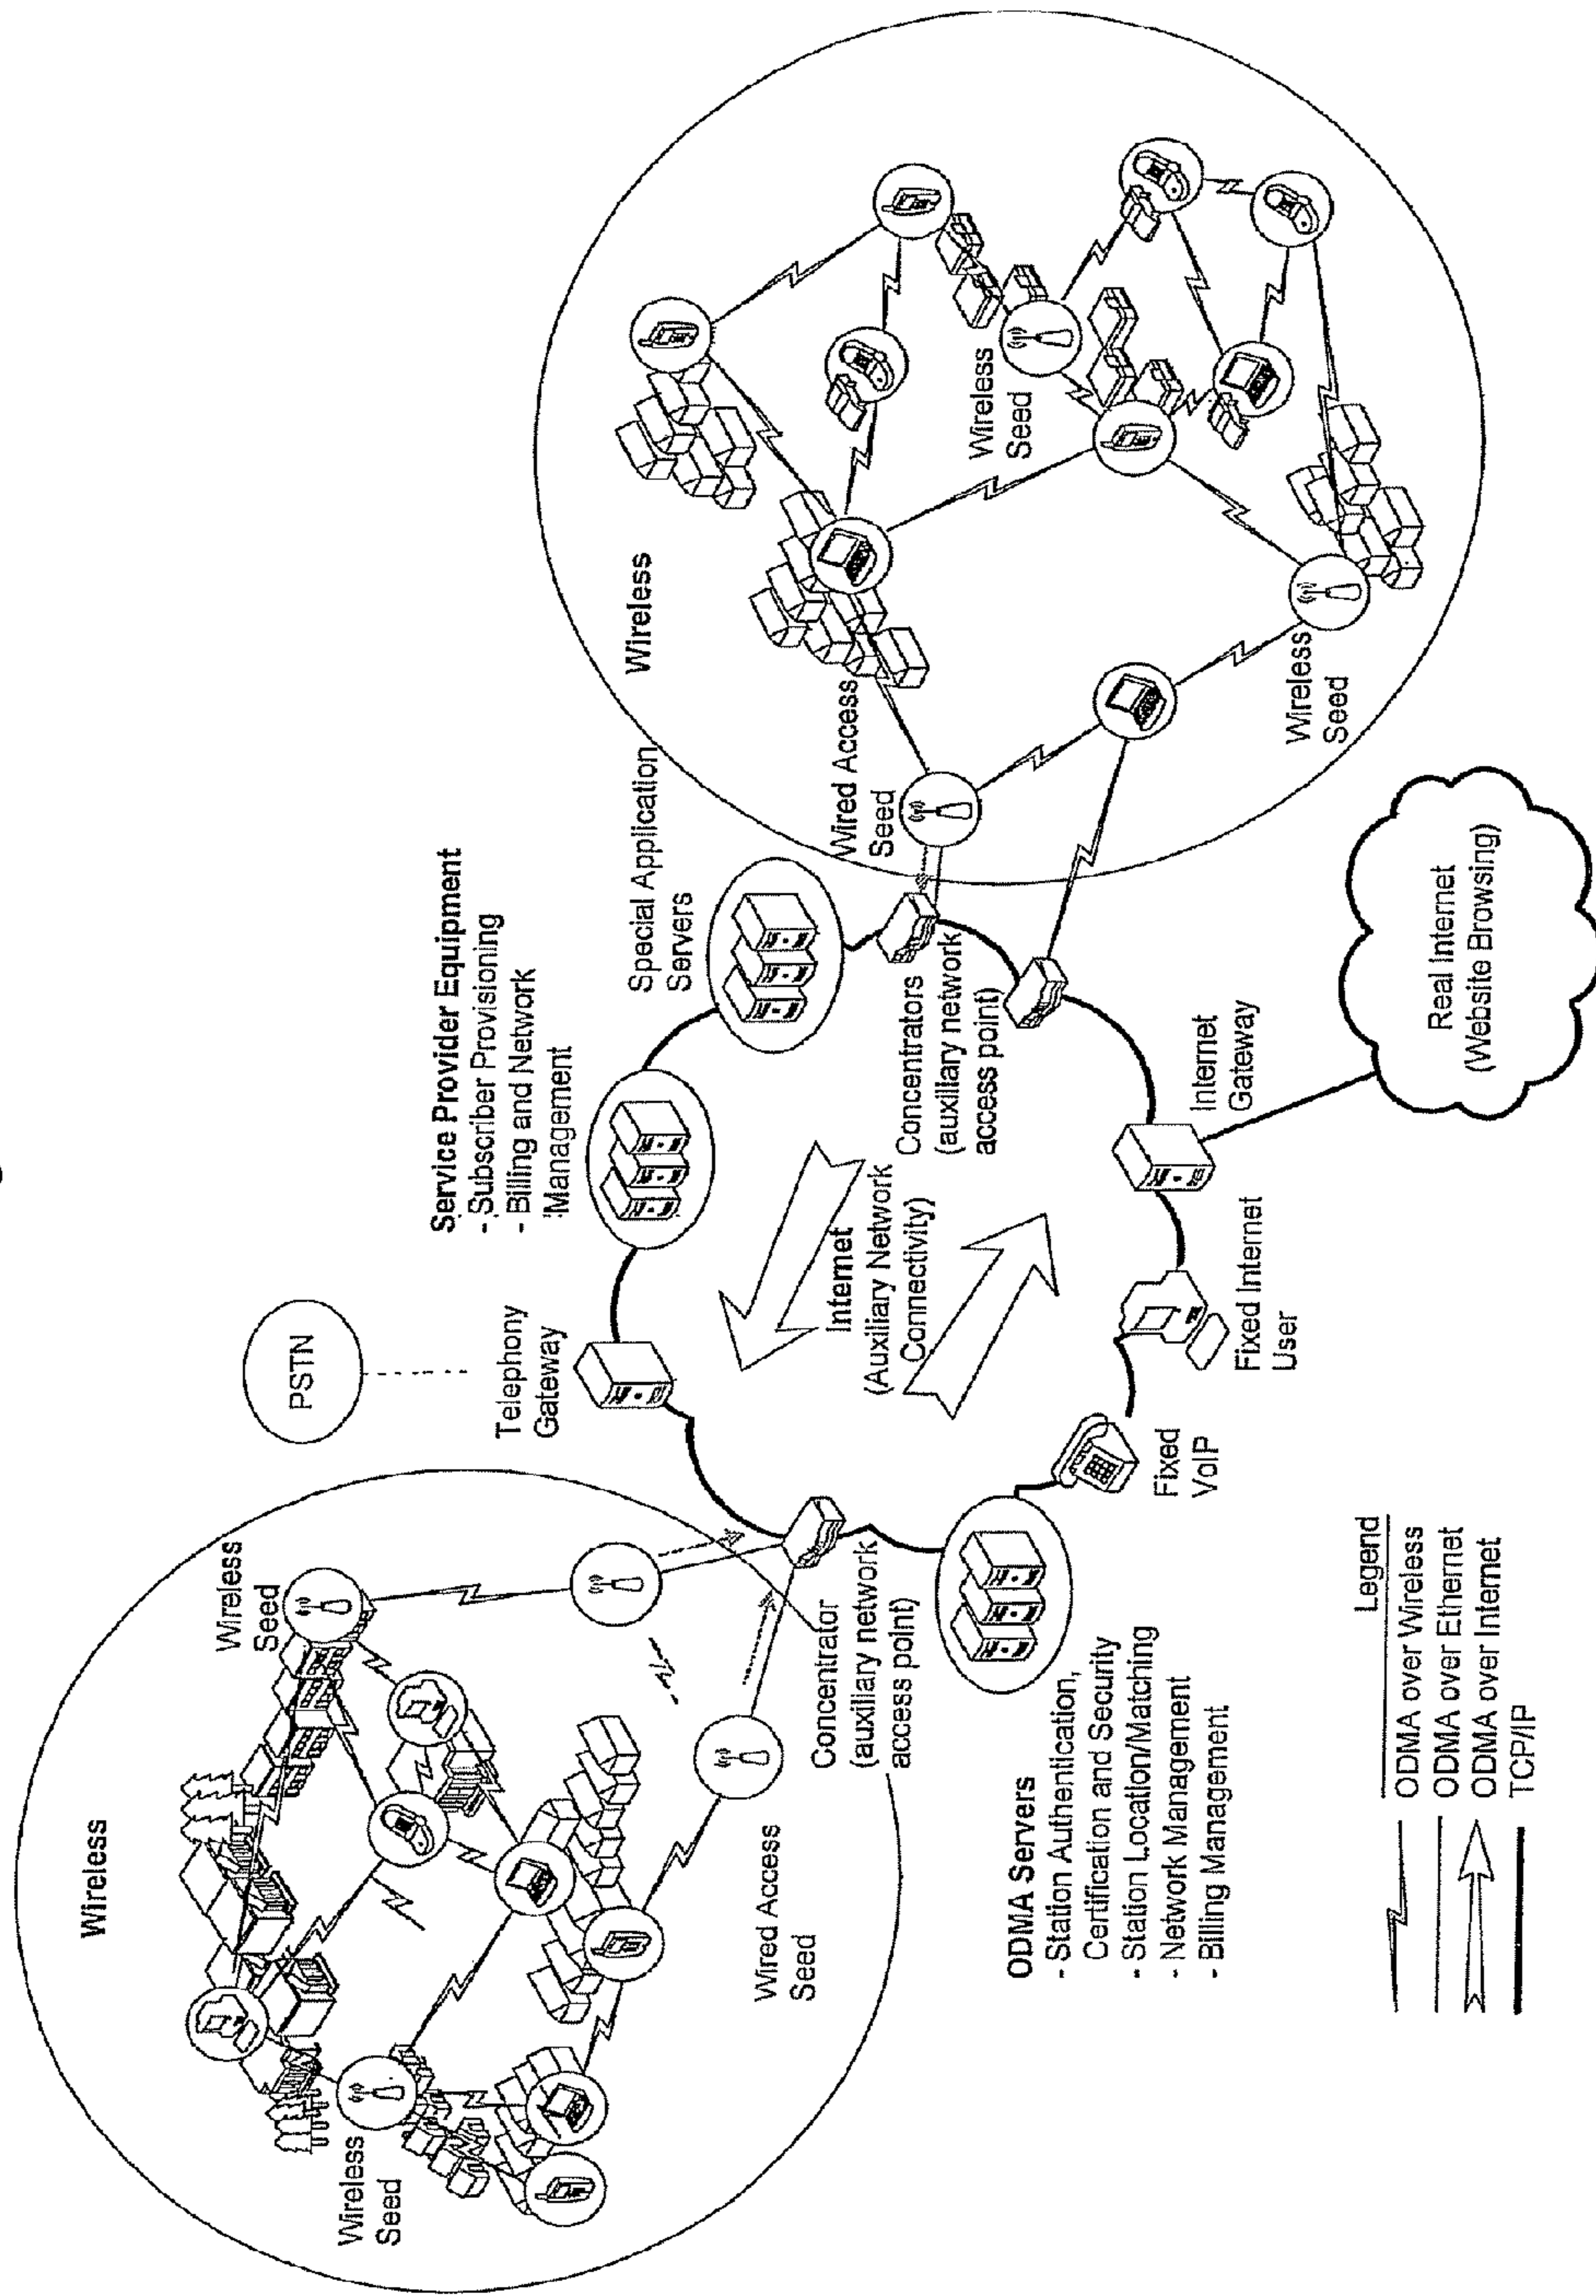 Wireless
Wireless
Seed
Wireless
Seed
Wired Access
Seed
Concentrator
(auxiliary network
access point)
PSTN
Telephony
Gateway
Service Provider Equipment
- Subscriber Provisioning
- Billing and Network
Management
Special Application
Servers
Internet
(Auxiliary Network
Connectivity)
Concentrators
(auxiliary network
access point)
Wired Access
Seed
Wireless
Wireless
Seed
Wireless
Seed
ODMA Servers
- Station Authentication,
Certification and Security
- Station Location/Matching
- Network Management
- Billing Management
Fixed
VoIP
Fixed Internet
User
Internet
Gateway
Real Internet
(Website Browsing)
Legend
ODMA over Wireless
ODMA over Ethernet
ODMA over Internet
TCP/IP